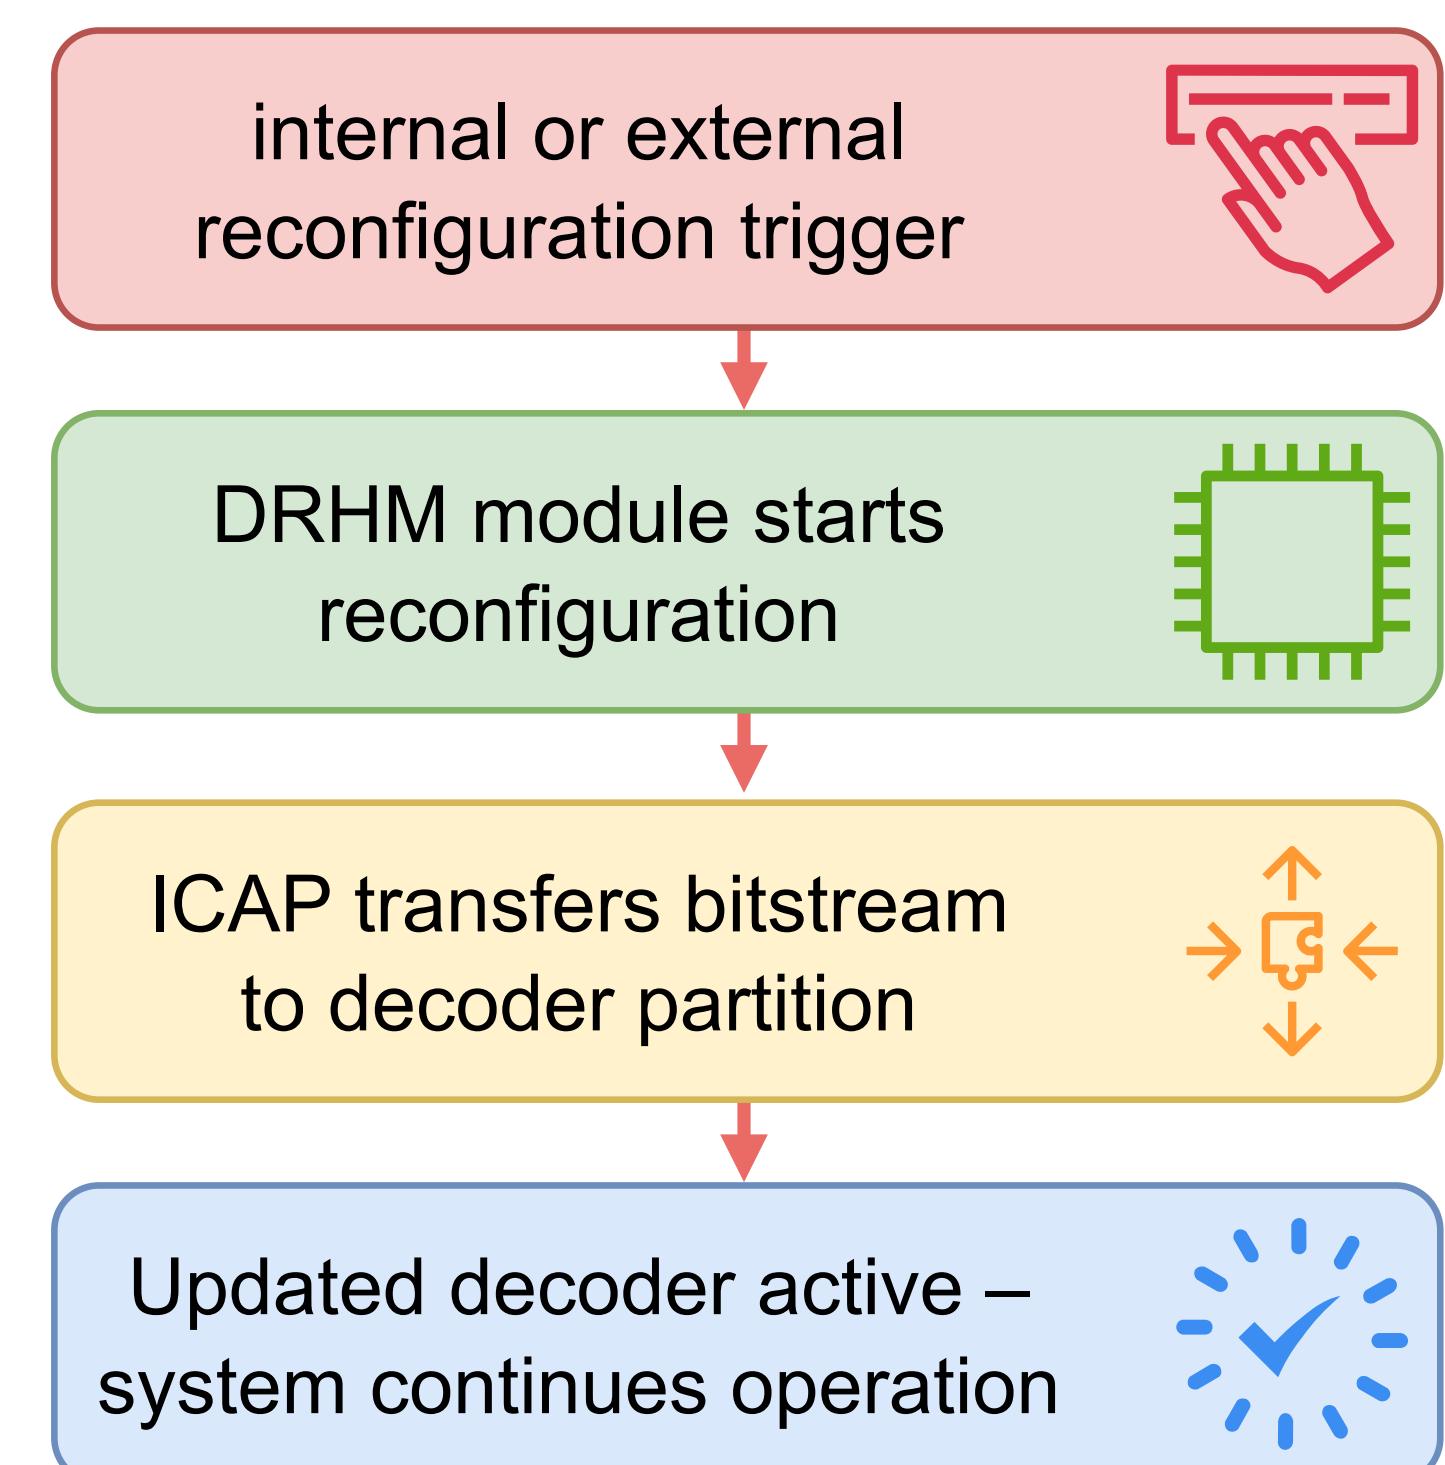 internal or external
reconfiguration trigger
DRHM module starts
reconfiguration
ICAP transfers bitstream
to decoder partition
Updated decoder active –
system continues operation